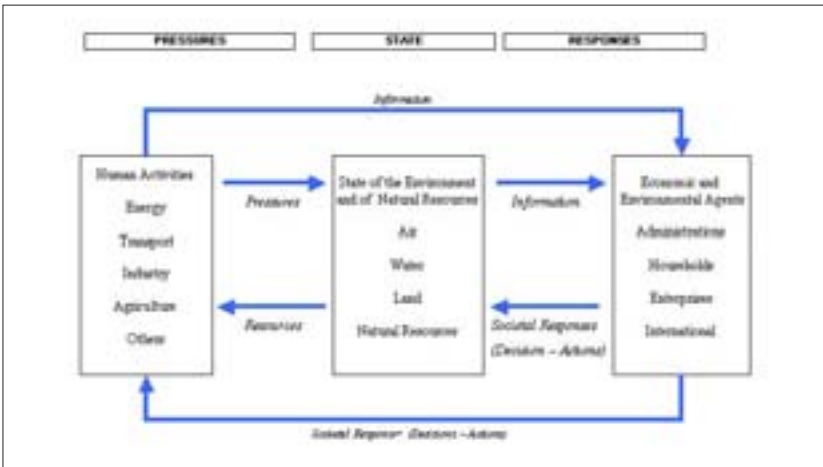 PRESSURES
STATE
RESPONSES
Information
Human Activities
Energy
Transport
Industry
Agriculture
Others
Pressures
Resources
State of the Environment
and of Natural Resources
Air
Water
Land
Natural Resources
Information
Societal Responses
(Decision – Actions)
Economic and
Environmental Agents
Administrations
Households
Enterprises
International
Societal Response (Decisions – Actions)